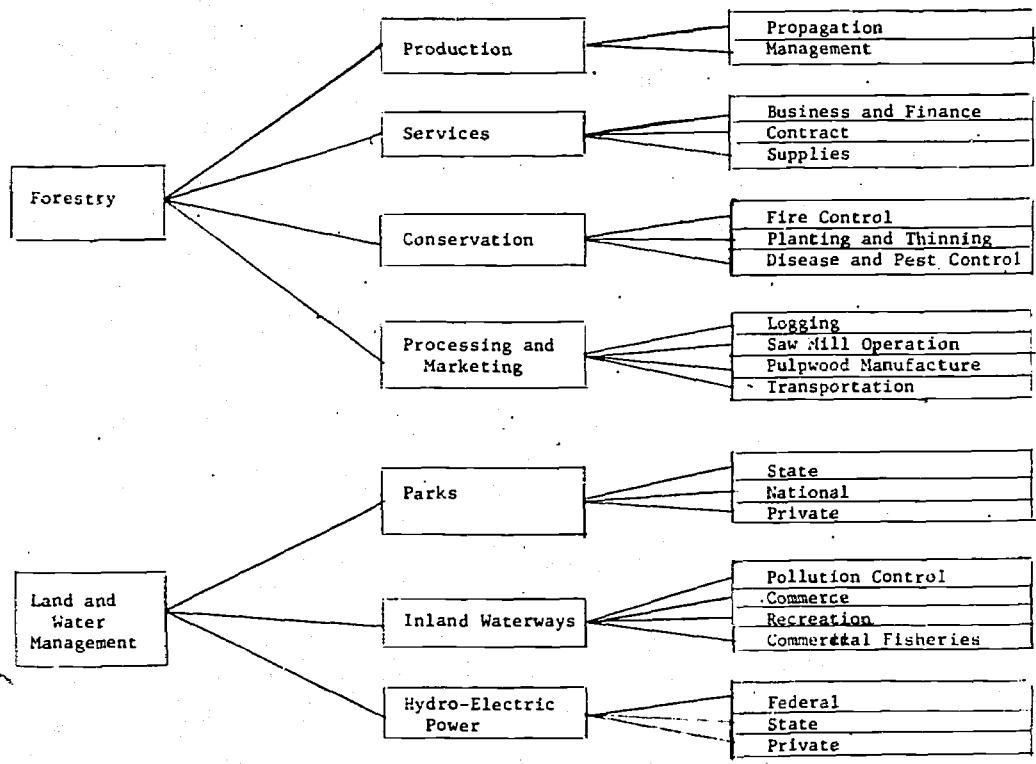 Forestry
Production
Propagation
Management
Services
Business and Finance
Contract
Supplies
Conservation
Fire Control
Planting and Thinning
Disease and Pest Control
Processing and
Marketing
Logging
Saw Mill Operation
Pulpwood Manufacture
Transportation
Land and
Water
Management
Parks
State
National
Private
Inland Waterways
Pollution Control
Commerce
Recreation
Commercial Fisheries
Hydro-Electric
Power
Federal
State
Private